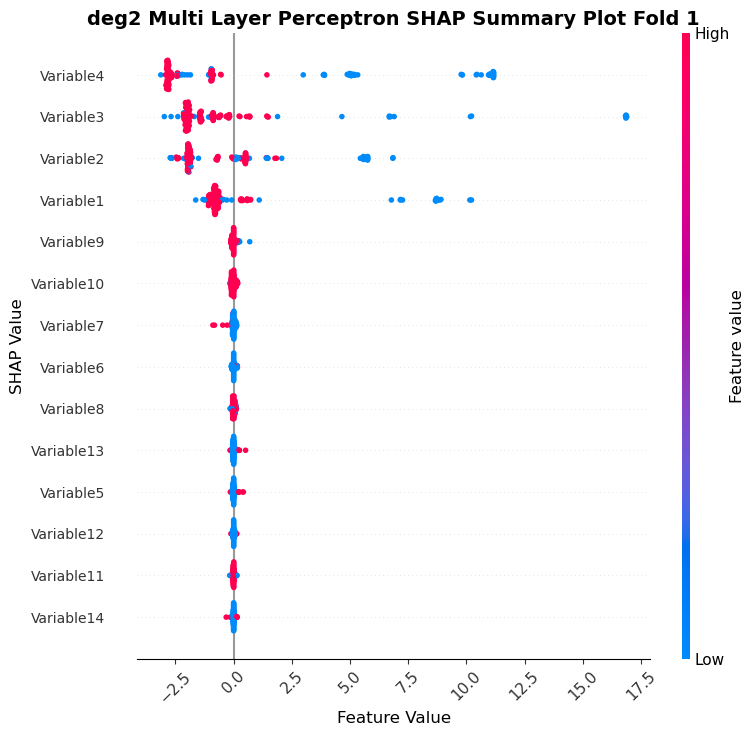 deg2 Multi Layer Perceptron SHAP Summary Plot Fold 1
High
Variable4
Variable3
Variable2
Variable1
Variable9
Variable10
Variable7
Variable6
Variable8
Variable13
Variable5
Variable12
Variable11
Variable14
SHAP Value
Feature value
Low
−2.5
0.0
2.5
5.0
7.5
10.0
12.5
15.0
17.5
Feature Value